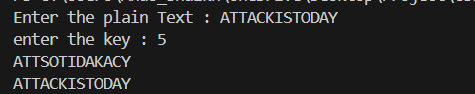 Enter the plain Text : ATTACKISTODAY
enter the key : 5
ATTSOTIDAKACY
ATTACKISTODAY